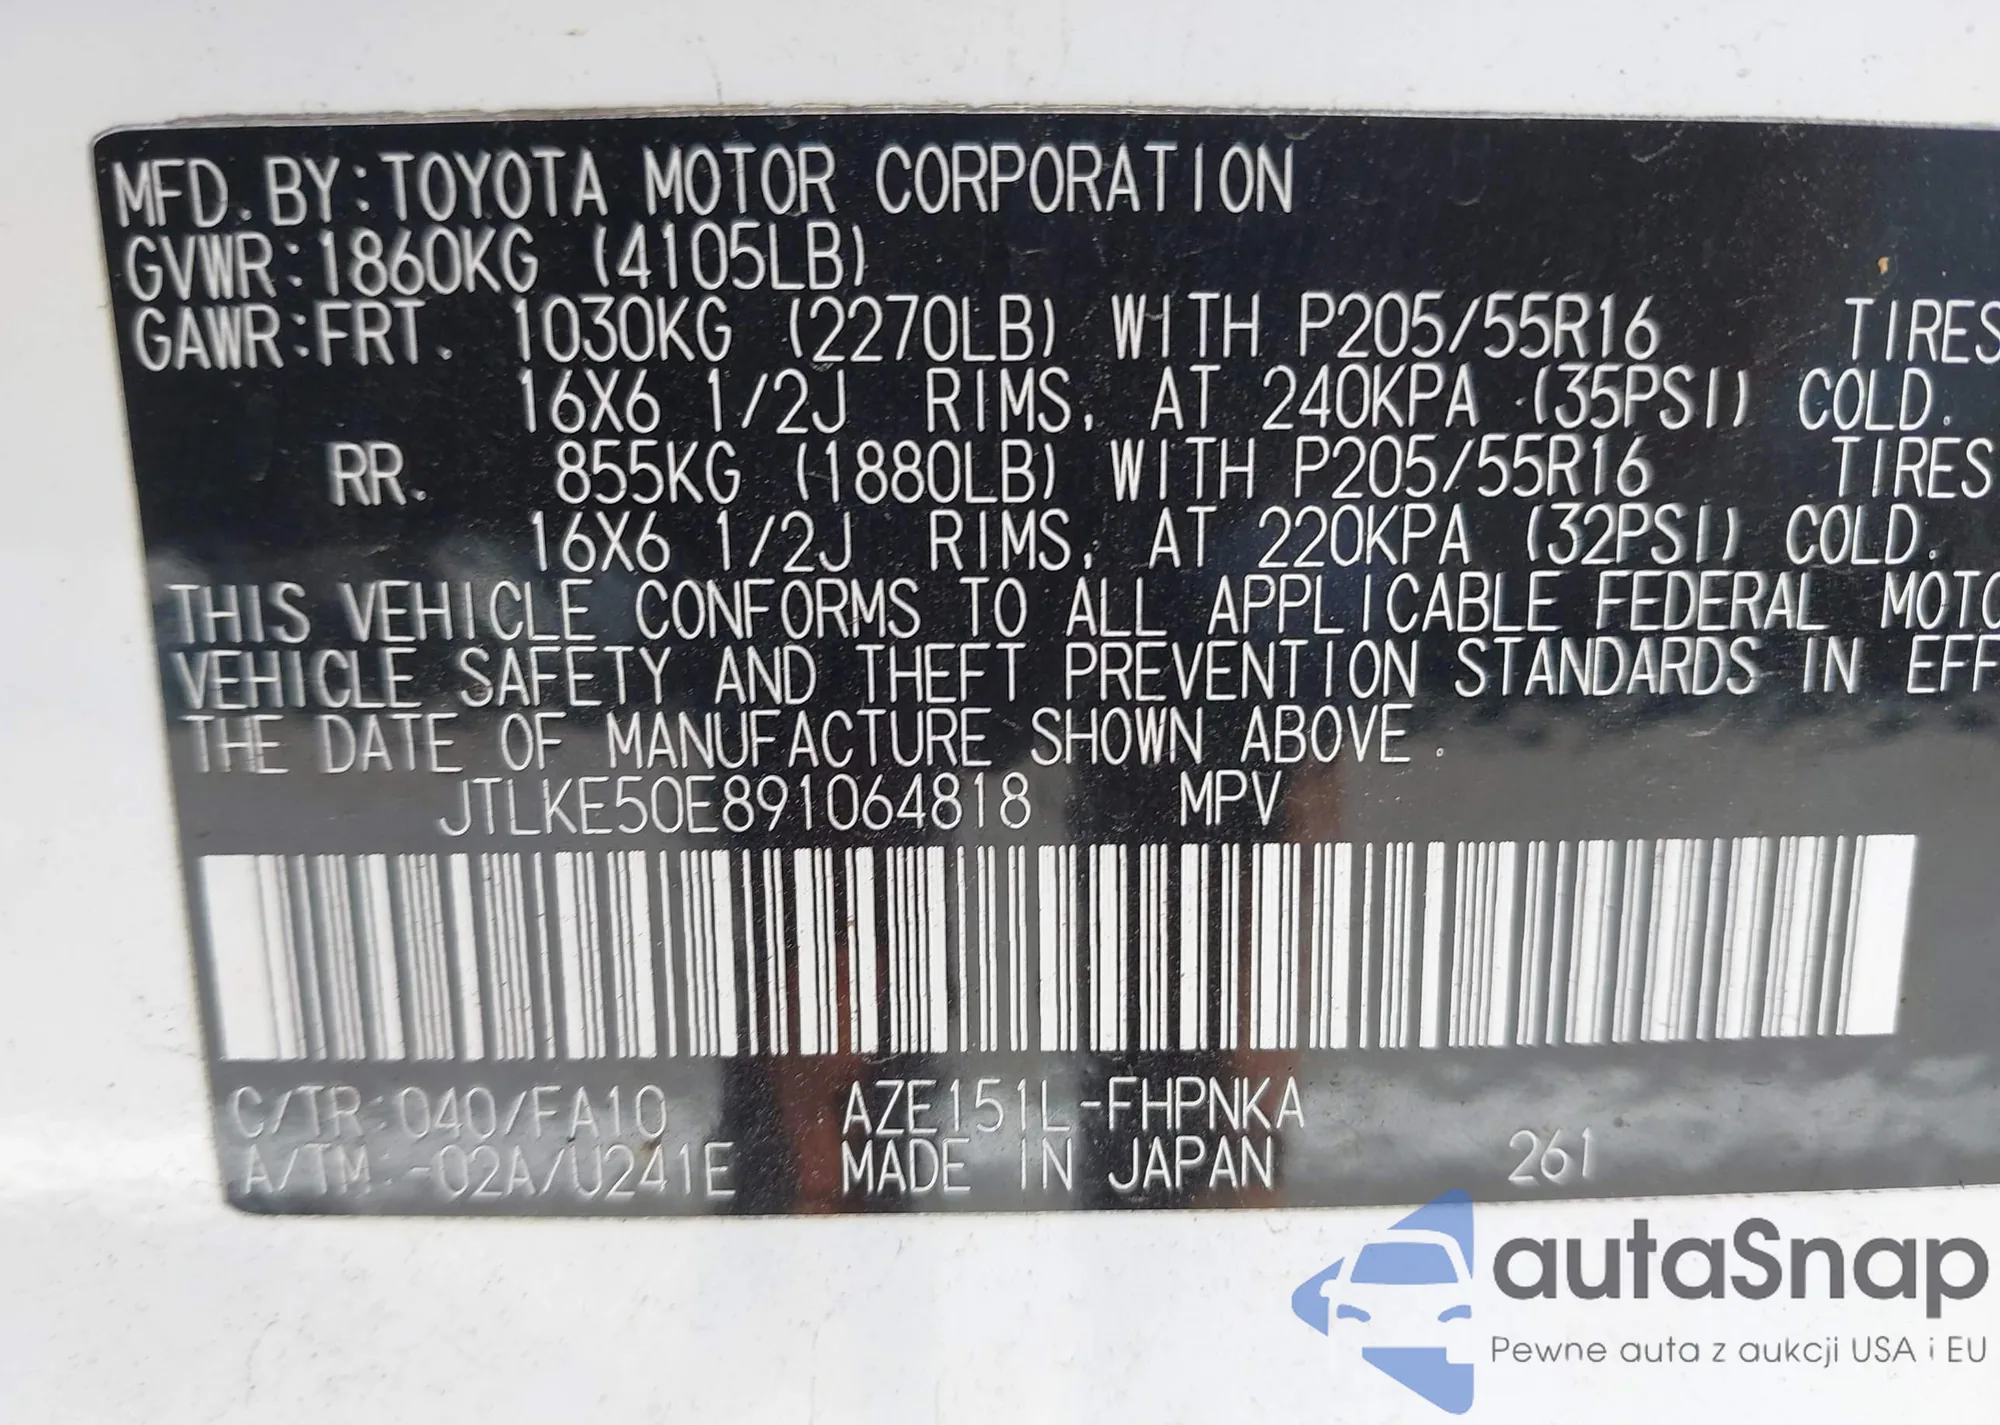 MFD. BY: TOYOTA MOTOR CORPORATION
GVWR: 1860KG (4105LB)
GAWR: FRT. 1030KG (2270LB) WITH P205/55R16 TIRES
16X6 1/2J RIMS, AT 240KPA (35PSI) COLD.
RR. 855KG (1880LB) WITH P205/55R16 TIRES
16X6 1/2J RIMS, AT 220KPA (32PSI) COLD.
THIS VEHICLE CONFORMS TO ALL APPLICABLE FEDERAL MOTO
VEHICLE SAFETY AND THEFT PREVENTION STANDARDS IN EFF
THE DATE OF MANUFACTURE SHOWN ABOVE.
JTLKE50E891064818 MPV
C/TR: 040/FA10 AZE151L-FHPNKA
A/TM: -02A/U241E MADE IN JAPAN 261
autaSnap
Pewne auta z aukcji USA i EU